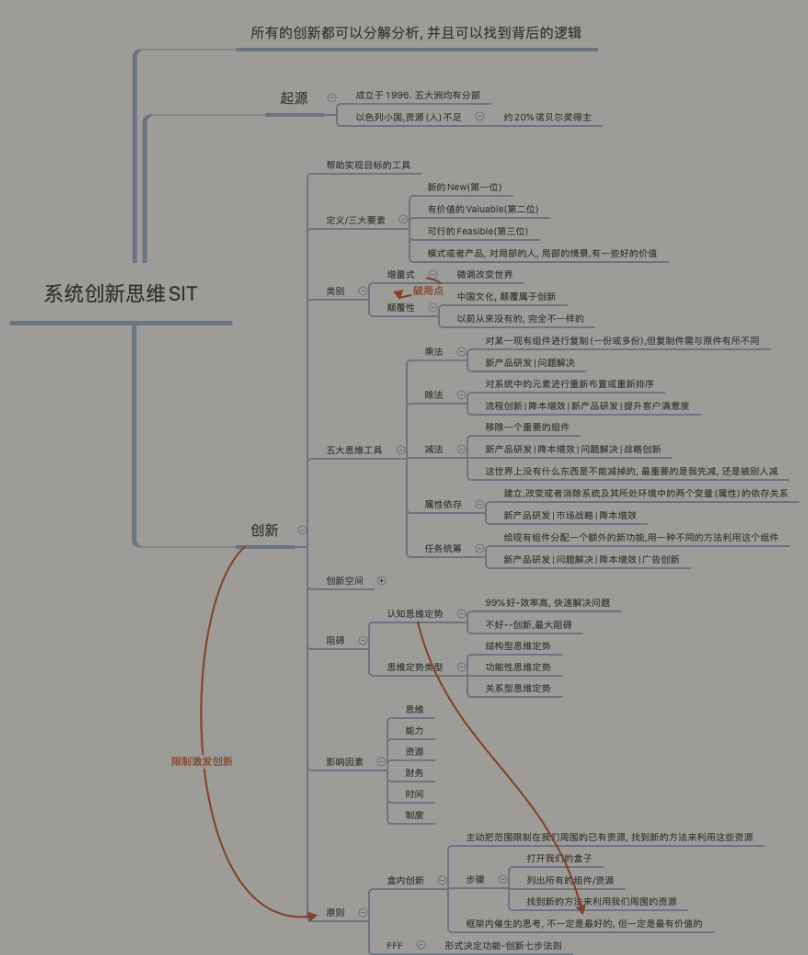 所有的创新都可以分解分析, 并且可以找到背后的逻辑
起源
成立于1996. 五大洲均有分部
以色列小国,资源(人)不足
约20%诺贝尔奖得主
系统创新思维SIT
创新
帮助实现目标的工具
定义/三大要素
新的New(第一位)
有价值的Valuable(第二位)
可行的Feasible(第三位)
模式或者产品, 对局部的人, 局部的情景,有一些好的价值
类别
增量式
微调改变世界
破局点
颠覆性
中国文化, 颠覆属于创新
以前从来没有的, 完全不一样的
五大思维工具
乘法
对某一现有组件进行复制(一份或多份),但复制件需与原件有所不同
新产品研发|问题解决
除法
对系统中的元素进行重新布置或重新排序
流程创新|降本增效|新产品研发|提升客户满意度
减法
移除一个重要的组件
新产品研发|降本增效|问题解决|战略创新
这世界上没有什么东西是不能减掉的, 最重要的是我先减, 还是被别人减
属性依存
建立,改变或者消除系统及其所处环境中的两个变量(属性)的依存关系
新产品研发|市场战略|降本增效
任务统筹
给现有组件分配一个额外的新功能,用一种不同的方法利用这个组件
新产品研发|问题解决|降本增效|广告创新
创新空间
阻碍
认知思维定势
99%好-效率高, 快速解决问题
不好--创新,最大阻碍
思维定势类型
结构型思维定势
功能性思维定势
关系型思维定势
影响因素
思维
能力
资源
财务
时间
制度
限制激发创新
原则
盒内创新
主动把范围限制在我们周围的已有资源, 找到新的方法来利用这些资源
步骤
打开我们的盒子
列出所有的组件/资源
找到新的方法来利用我们周围的资源
框架内催生的思考, 不一定是最好的, 但一定是最有价值的
FFF
形式决定功能-创新七步法则